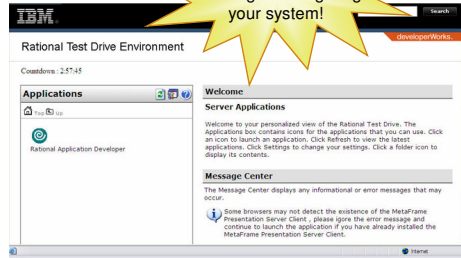 your system!
IBM.
Search
developerWorks.
Rational Test Drive Environment
Countdown : 2:57:45
Applications
Top Up
Rational Application Developer
Welcome
Server Applications
Welcome to your personalized view of the Rational Test Drive. The
Applications box contains icons for the applications that you can use. Click
an icon to launch an application. Click Refresh to view the latest
applications. Click Settings to change your settings. Click a folder icon to
display its contents.
Message Center
The Message Center displays any informational or error messages that may
occur.
Some browsers may not detect the existence of the MetaFrame
Presentation Server Client , please igore the error message and
continue to launch the application if you have already installed the
MetaFrame Presentation Server Client.
Internet